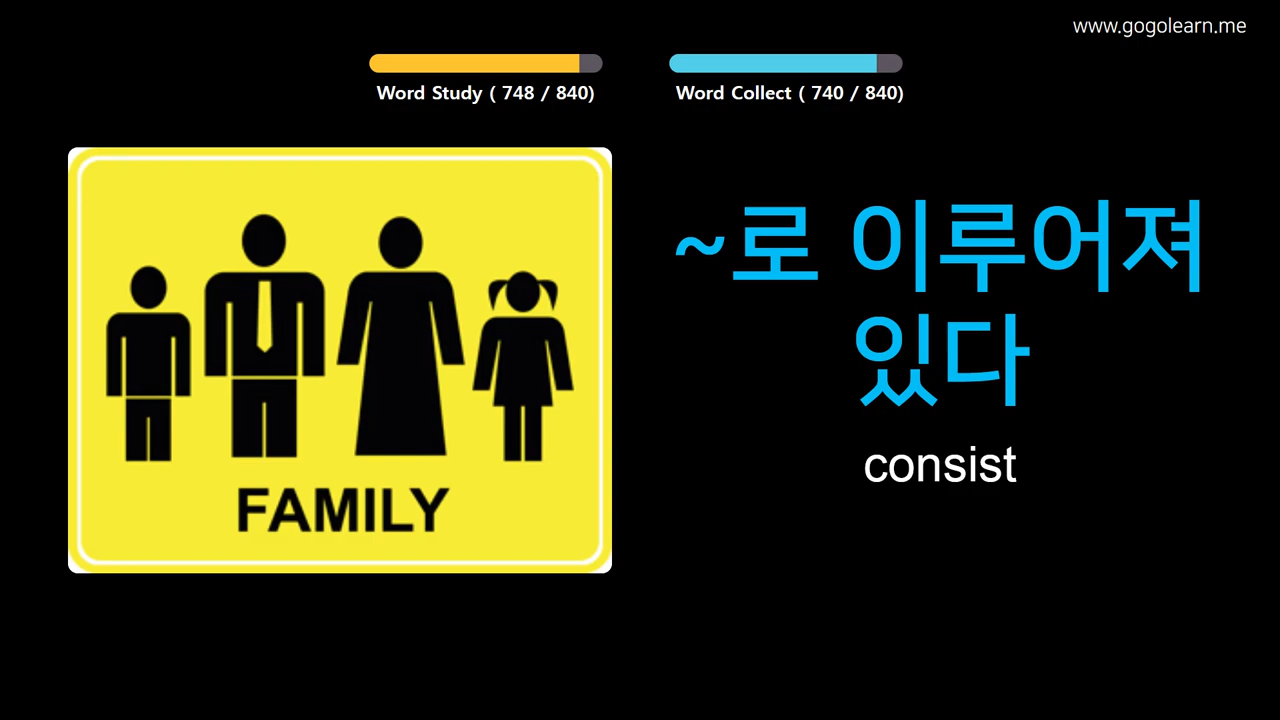 www.gogolearn.me
Word Study ( 748 / 840)
Word Collect ( 740 / 840)
~로 이루어져
있다
consist
FAMILY